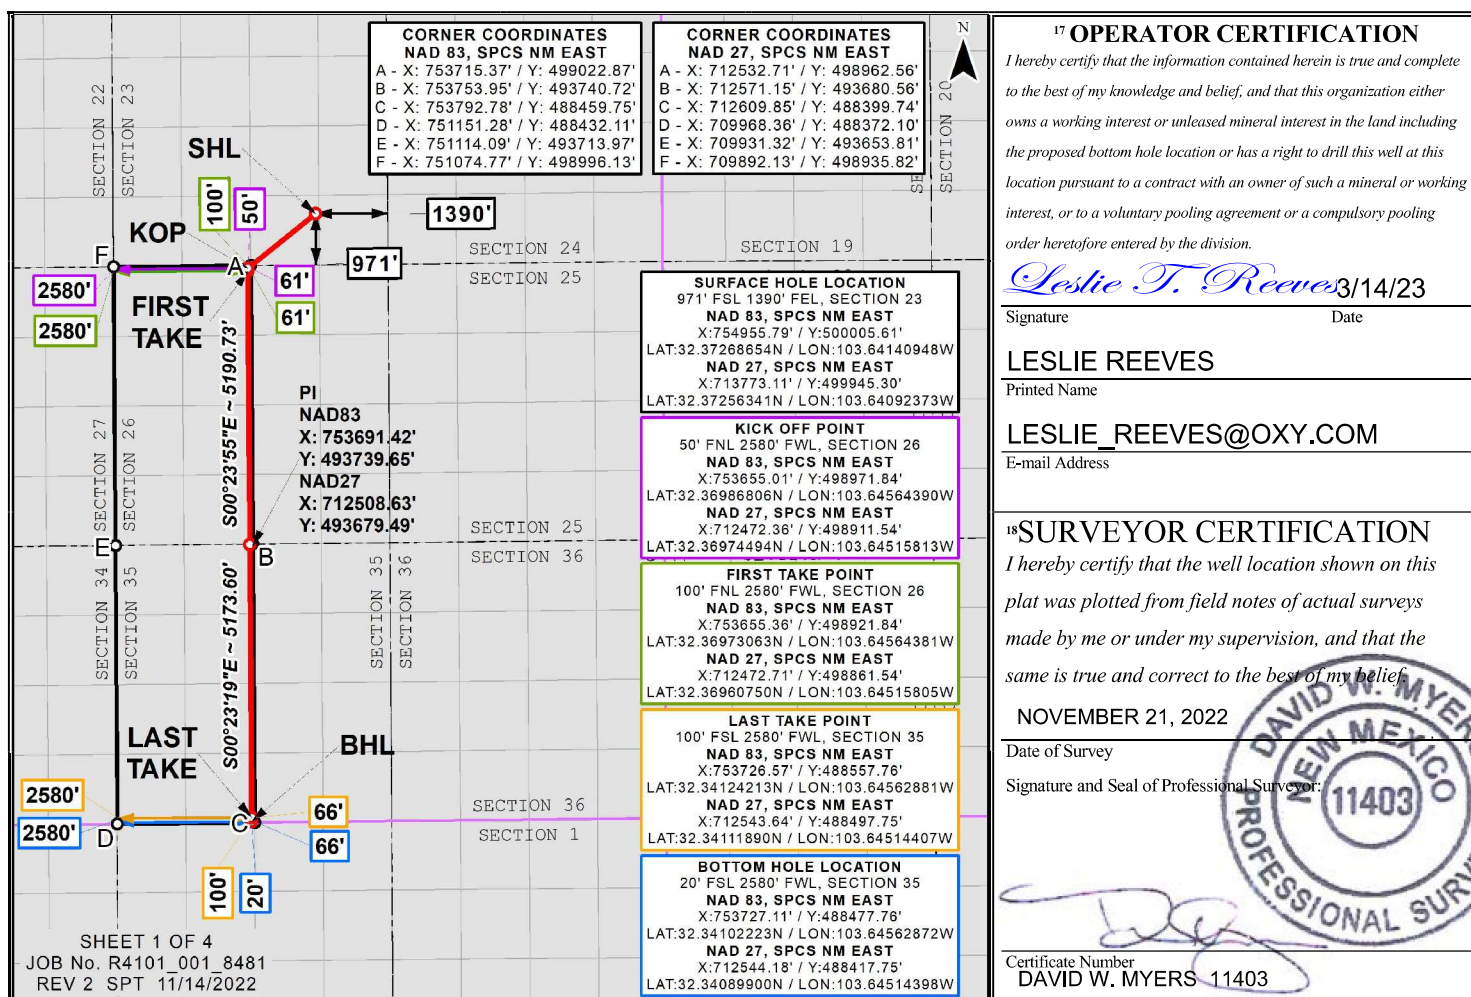 CORNER COORDINATES
NAD 83, SPCS NM EAST
A - X: 753715.37' / Y: 499022.87'
B - X: 753753.95' / Y: 493740.72'
C - X: 753792.78' / Y: 488459.75'
D - X: 751151.28' / Y: 488432.11'
E - X: 751114.09' / Y: 493713.97'
F - X: 751074.77' / Y: 498996.13'
CORNER COORDINATES
NAD 27, SPCS NM EAST
A - X: 712532.71' / Y: 498962.56'
B - X: 712571.15' / Y: 493680.56'
C - X: 712609.85' / Y: 488399.74'
D - X: 709968.36' / Y: 488372.10'
E - X: 709931.32' / Y: 493653.81'
F - X: 709892.13' / Y: 498935.82'
N
SECTION 22
SECTION 23
SECTION 20
SHL
100'
50'
1390'
KOP
971'
SECTION 24
SECTION 19
SECTION 25
F
A
2580'
61'
FIRST
TAKE
2580'
61'
S00°23'55"E ~ 5190.73'
PI
NAD83
X: 753691.42'
Y: 493739.65'
NAD27
X: 712508.63'
Y: 493679.49'
SECTION 27
SECTION 26
SECTION 25
SECTION 36
E
B
SECTION 34
SECTION 35
SECTION 35
SECTION 36
S00°23'19"E ~ 5173.60'
LAST
TAKE
BHL
2580'
66'
2580'
66'
D
C
SECTION 36
SECTION 1
100'
20'
SURFACE HOLE LOCATION
971' FSL 1390' FEL, SECTION 23
NAD 83, SPCS NM EAST
X:754955.79' / Y:500005.61'
LAT:32.37268654N / LON:103.64140948W
NAD 27, SPCS NM EAST
X:713773.11' / Y:499945.30'
LAT:32.37256341N / LON:103.64092373W
KICK OFF POINT
50' FNL 2580' FWL, SECTION 26
NAD 83, SPCS NM EAST
X:753655.01' / Y:498971.84'
LAT:32.36986806N / LON:103.64564390W
NAD 27, SPCS NM EAST
X:712472.36' / Y:498911.54'
LAT:32.36974494N / LON:103.64515813W
FIRST TAKE POINT
100' FNL 2580' FWL, SECTION 26
NAD 83, SPCS NM EAST
X:753655.36' / Y:498921.84'
LAT:32.36973063N / LON:103.64564381W
NAD 27, SPCS NM EAST
X:712472.71' / Y:498861.54'
LAT:32.36960750N / LON:103.64515805W
LAST TAKE POINT
100' FSL 2580' FWL, SECTION 35
NAD 83, SPCS NM EAST
X:753726.57' / Y:488557.76'
LAT:32.34124213N / LON:103.64562881W
NAD 27, SPCS NM EAST
X:712543.64' / Y:488497.75'
LAT:32.34111890N / LON:103.64514407W
BOTTOM HOLE LOCATION
20' FSL 2580' FWL, SECTION 35
NAD 83, SPCS NM EAST
X:753727.11' / Y:488477.76'
LAT:32.34102223N / LON:103.64562872W
NAD 27, SPCS NM EAST
X:712544.18' / Y:488417.75'
LAT:32.34089900N / LON:103.64514398W
SHEET 1 OF 4
JOB No. R4101_001_8481
REV 2 SPT 11/14/2022
17 OPERATOR CERTIFICATION
I hereby certify that the information contained herein is true and complete
to the best of my knowledge and belief, and that this organization either
owns a working interest or unleased mineral interest in the land including
the proposed bottom hole location or has a right to drill this well at this
location pursuant to a contract with an owner of such a mineral or working
interest, or to a voluntary pooling agreement or a compulsory pooling
order heretofore entered by the division.
Leslie T. Reeves 3/14/23
Signature Date
LESLIE REEVES
Printed Name
LESLIE_REEVES@OXY.COM
E-mail Address
18 SURVEYOR CERTIFICATION
I hereby certify that the well location shown on this
plat was plotted from field notes of actual surveys
made by me or under my supervision, and that the
same is true and correct to the best of my belief.
NOVEMBER 21, 2022
Date of Survey
Signature and Seal of Professional Surveyor:
DAVID W. MYERS
NEW MEXICO
11403
PROFESSIONAL SURVE
Certificate Number
DAVID W. MYERS 11403